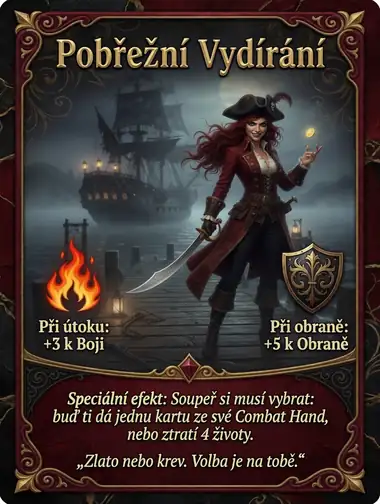 Pobřežní Vydírání
Při útoku:
+3 k Boji
Při obraně:
+5 k Obraně
Speciální efekt: Soupeř si musí vybrat:
buď ti dá jednu kartu ze své Combat Hand,
nebo ztratí 4 životy.
„Zlato nebo krev. Volba je na tobě.“